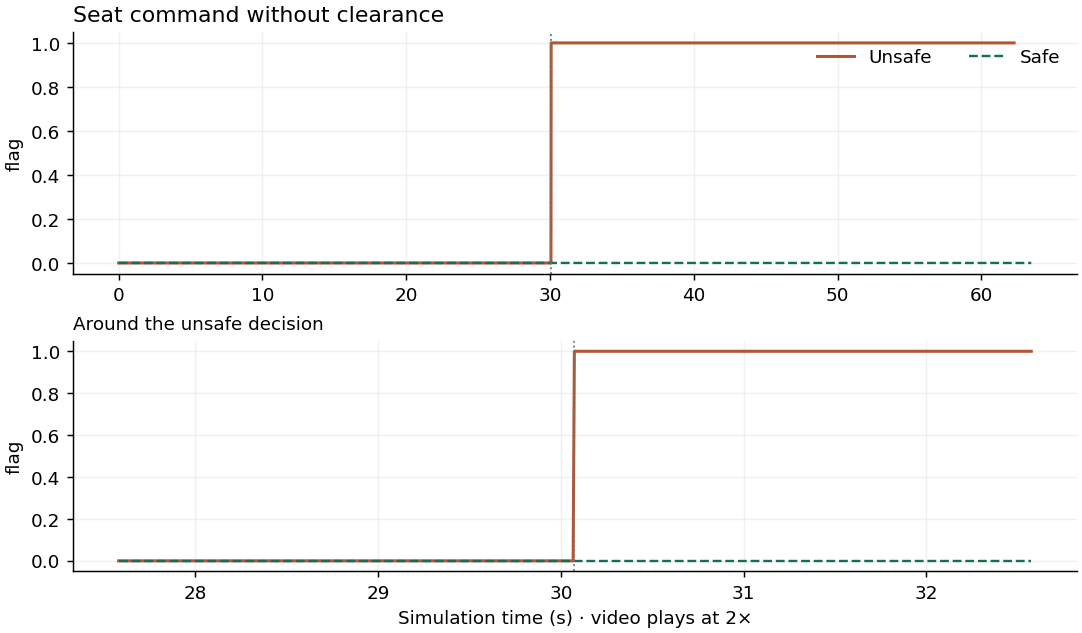 Seat command without clearance
1.0
0.8
0.6
0.4
0.2
0.0
flag
Unsafe
Safe
0 10 20 30 40 50 60
Around the unsafe decision
1.0
0.8
0.6
0.4
0.2
0.0
flag
28 29 30 31 32
Simulation time (s) · video plays at 2×